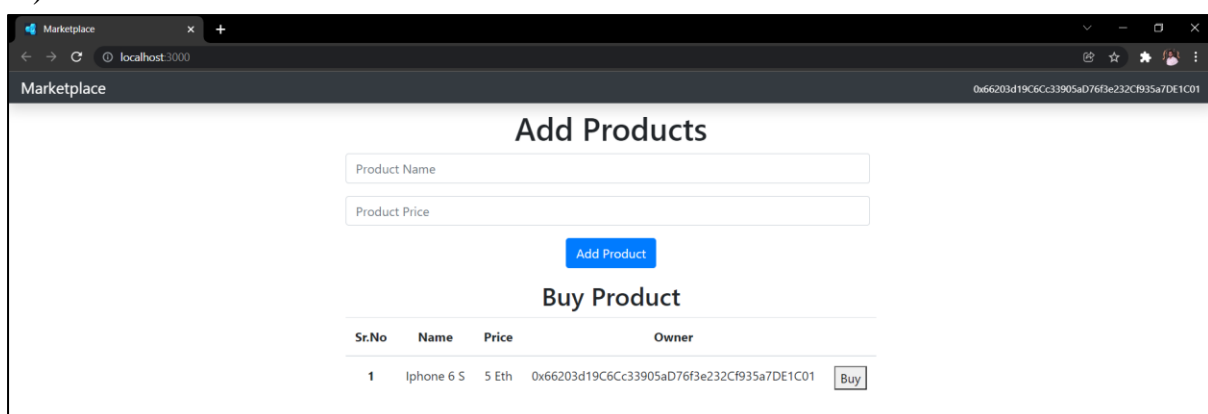 Marketplace
localhost:3000
Marketplace 0x66203d19C6Cc33905aD76f3e232Cf935a7DE1C01
Add Products
Product Name
Product Price
Add Product
Buy Product
Sr.No Name Price Owner
1 Iphone 6 S 5 Eth 0x66203d19C6Cc33905aD76f3e232Cf935a7DE1C01 Buy